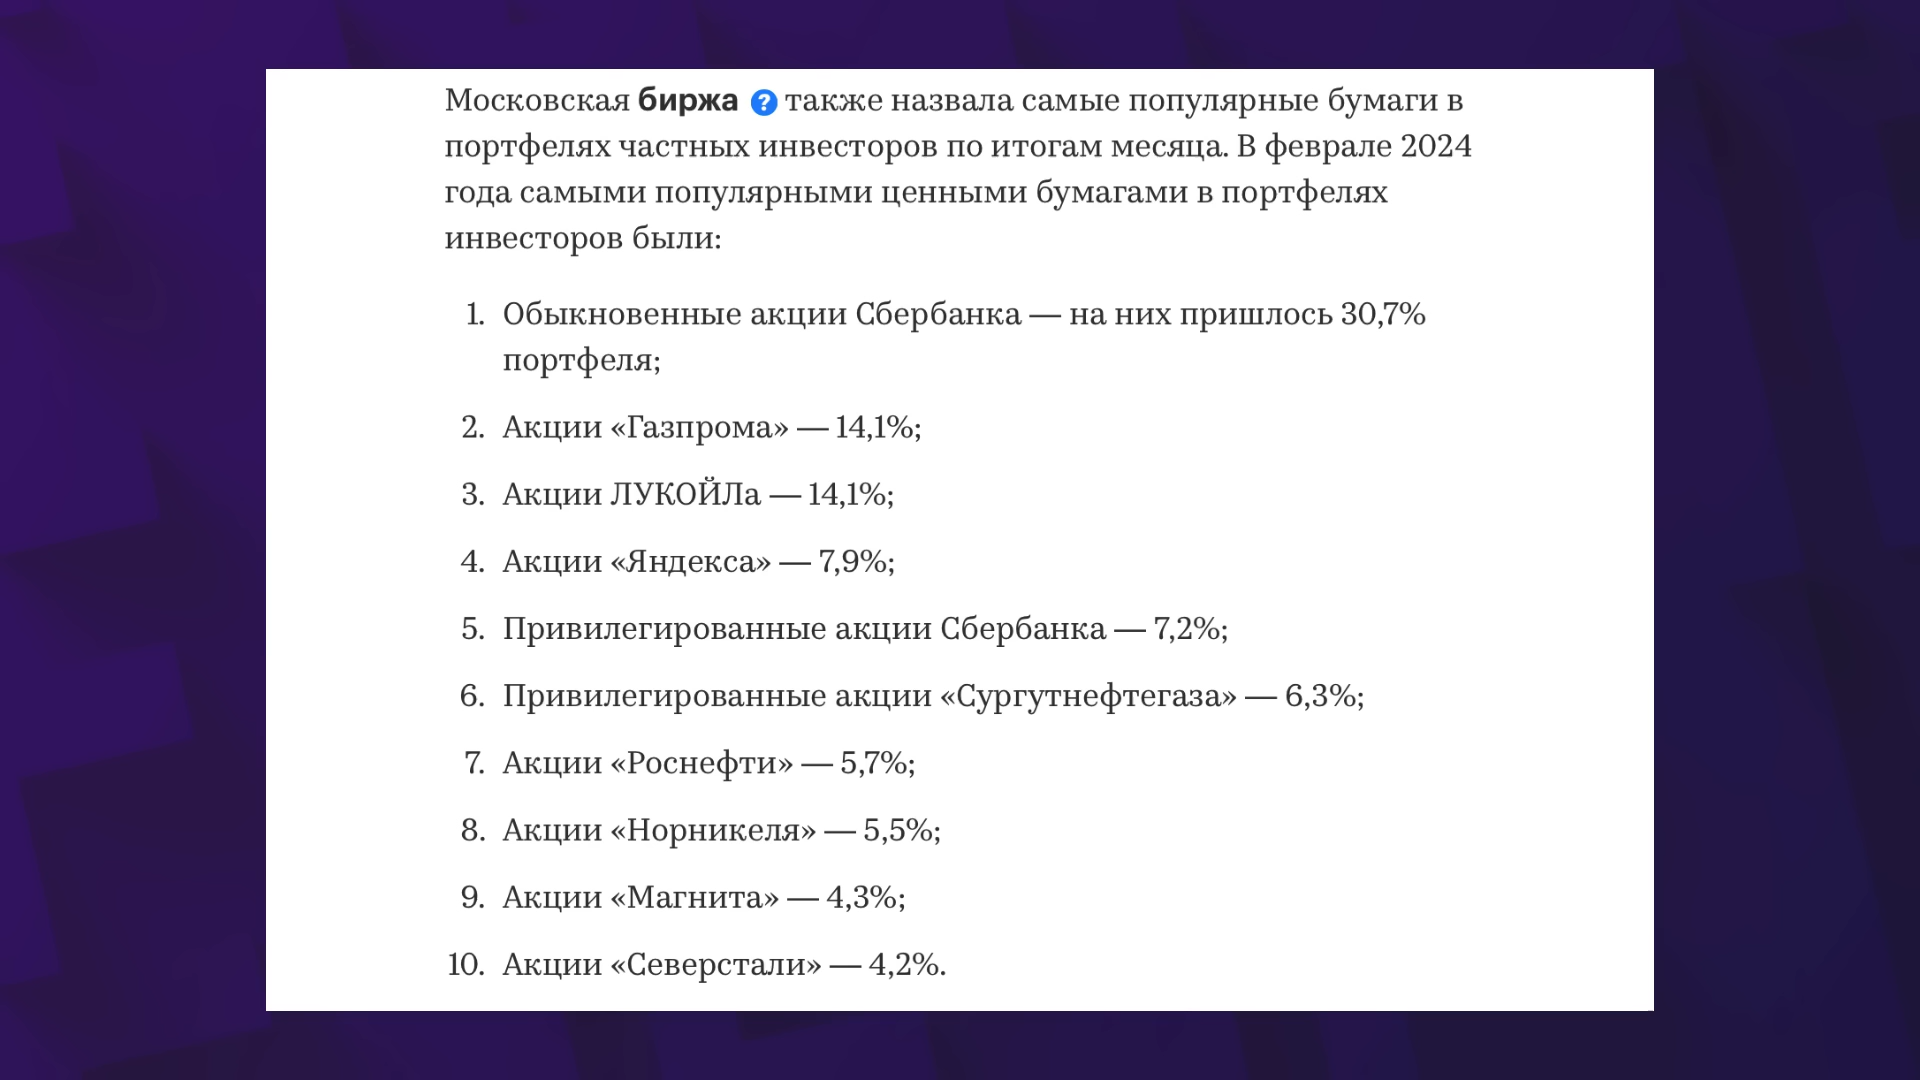 Московская биржа ? также назвала самые популярные бумаги в
портфелях частных инвесторов по итогам месяца. В феврале 2024
года самыми популярными ценными бумагами в портфелях
инвесторов были:
1. Обыкновенные акции Сбербанка — на них пришлось 30,7%
портфеля;
2. Акции «Газпрома» — 14,1%;
3. Акции ЛУКОЙЛа — 14,1%;
4. Акции «Яндекса» — 7,9%;
5. Привилегированные акции Сбербанка — 7,2%;
6. Привилегированные акции «Сургутнефтегаза» — 6,3%;
7. Акции «Роснефти» — 5,7%;
8. Акции «Норникеля» — 5,5%;
9. Акции «Магнита» — 4,3%;
10. Акции «Северстали» — 4,2%.